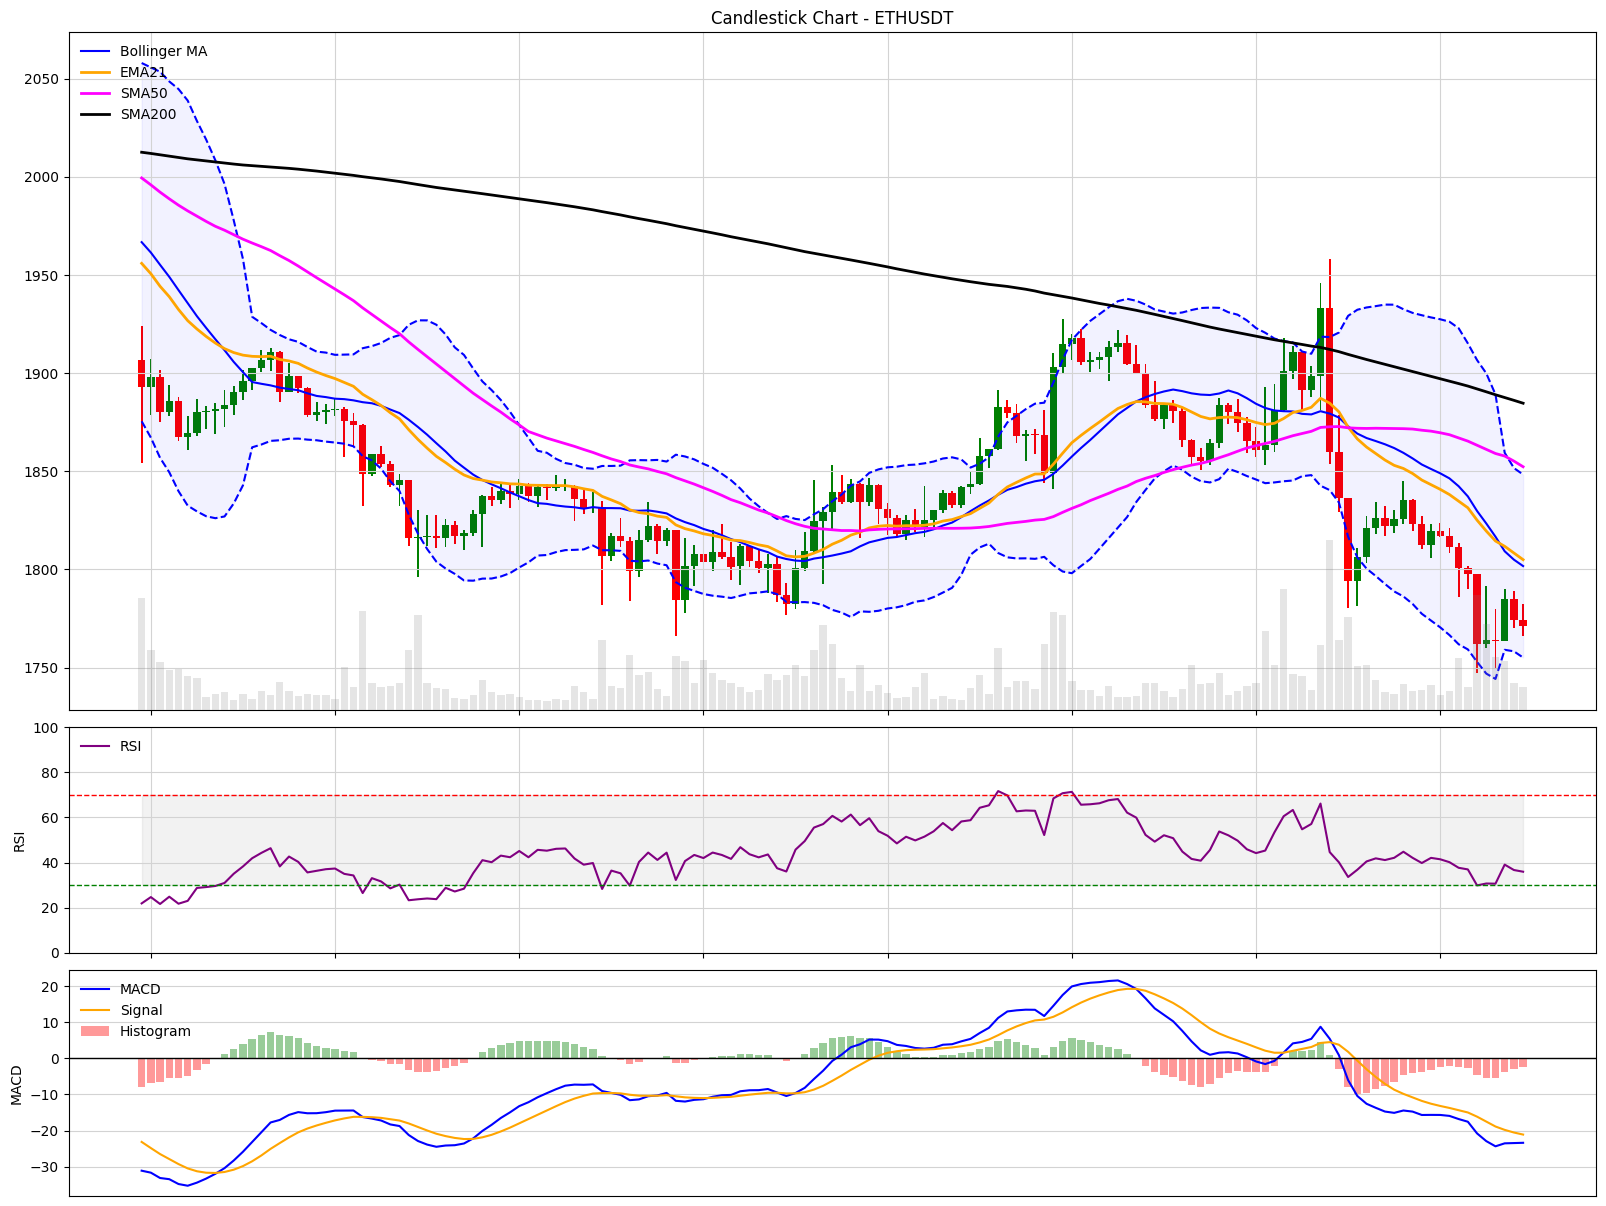 Candlestick Chart - ETHUSDT
Bollinger MA
EMA21
SMA50
SMA200
2050
2000
1950
1900
1850
1800
1750
RSI
100
80
60
40
20
0
RSI
MACD
Signal
Histogram
20
10
0
−10
−20
−30
MACD